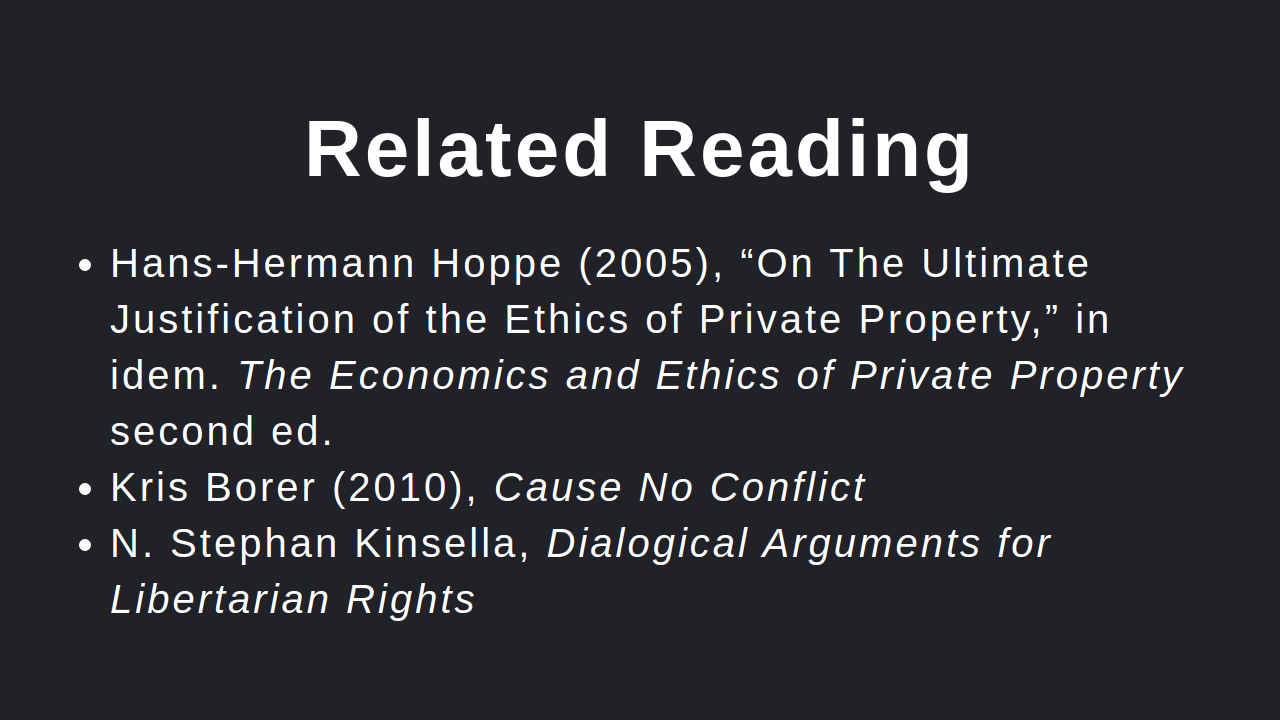 Related Reading
• Hans-Hermann Hoppe (2005), “On The Ultimate
Justification of the Ethics of Private Property,” in
idem. The Economics and Ethics of Private Property
second ed.
• Kris Borer (2010), Cause No Conflict
• N. Stephan Kinsella, Dialogical Arguments for
Libertarian Rights